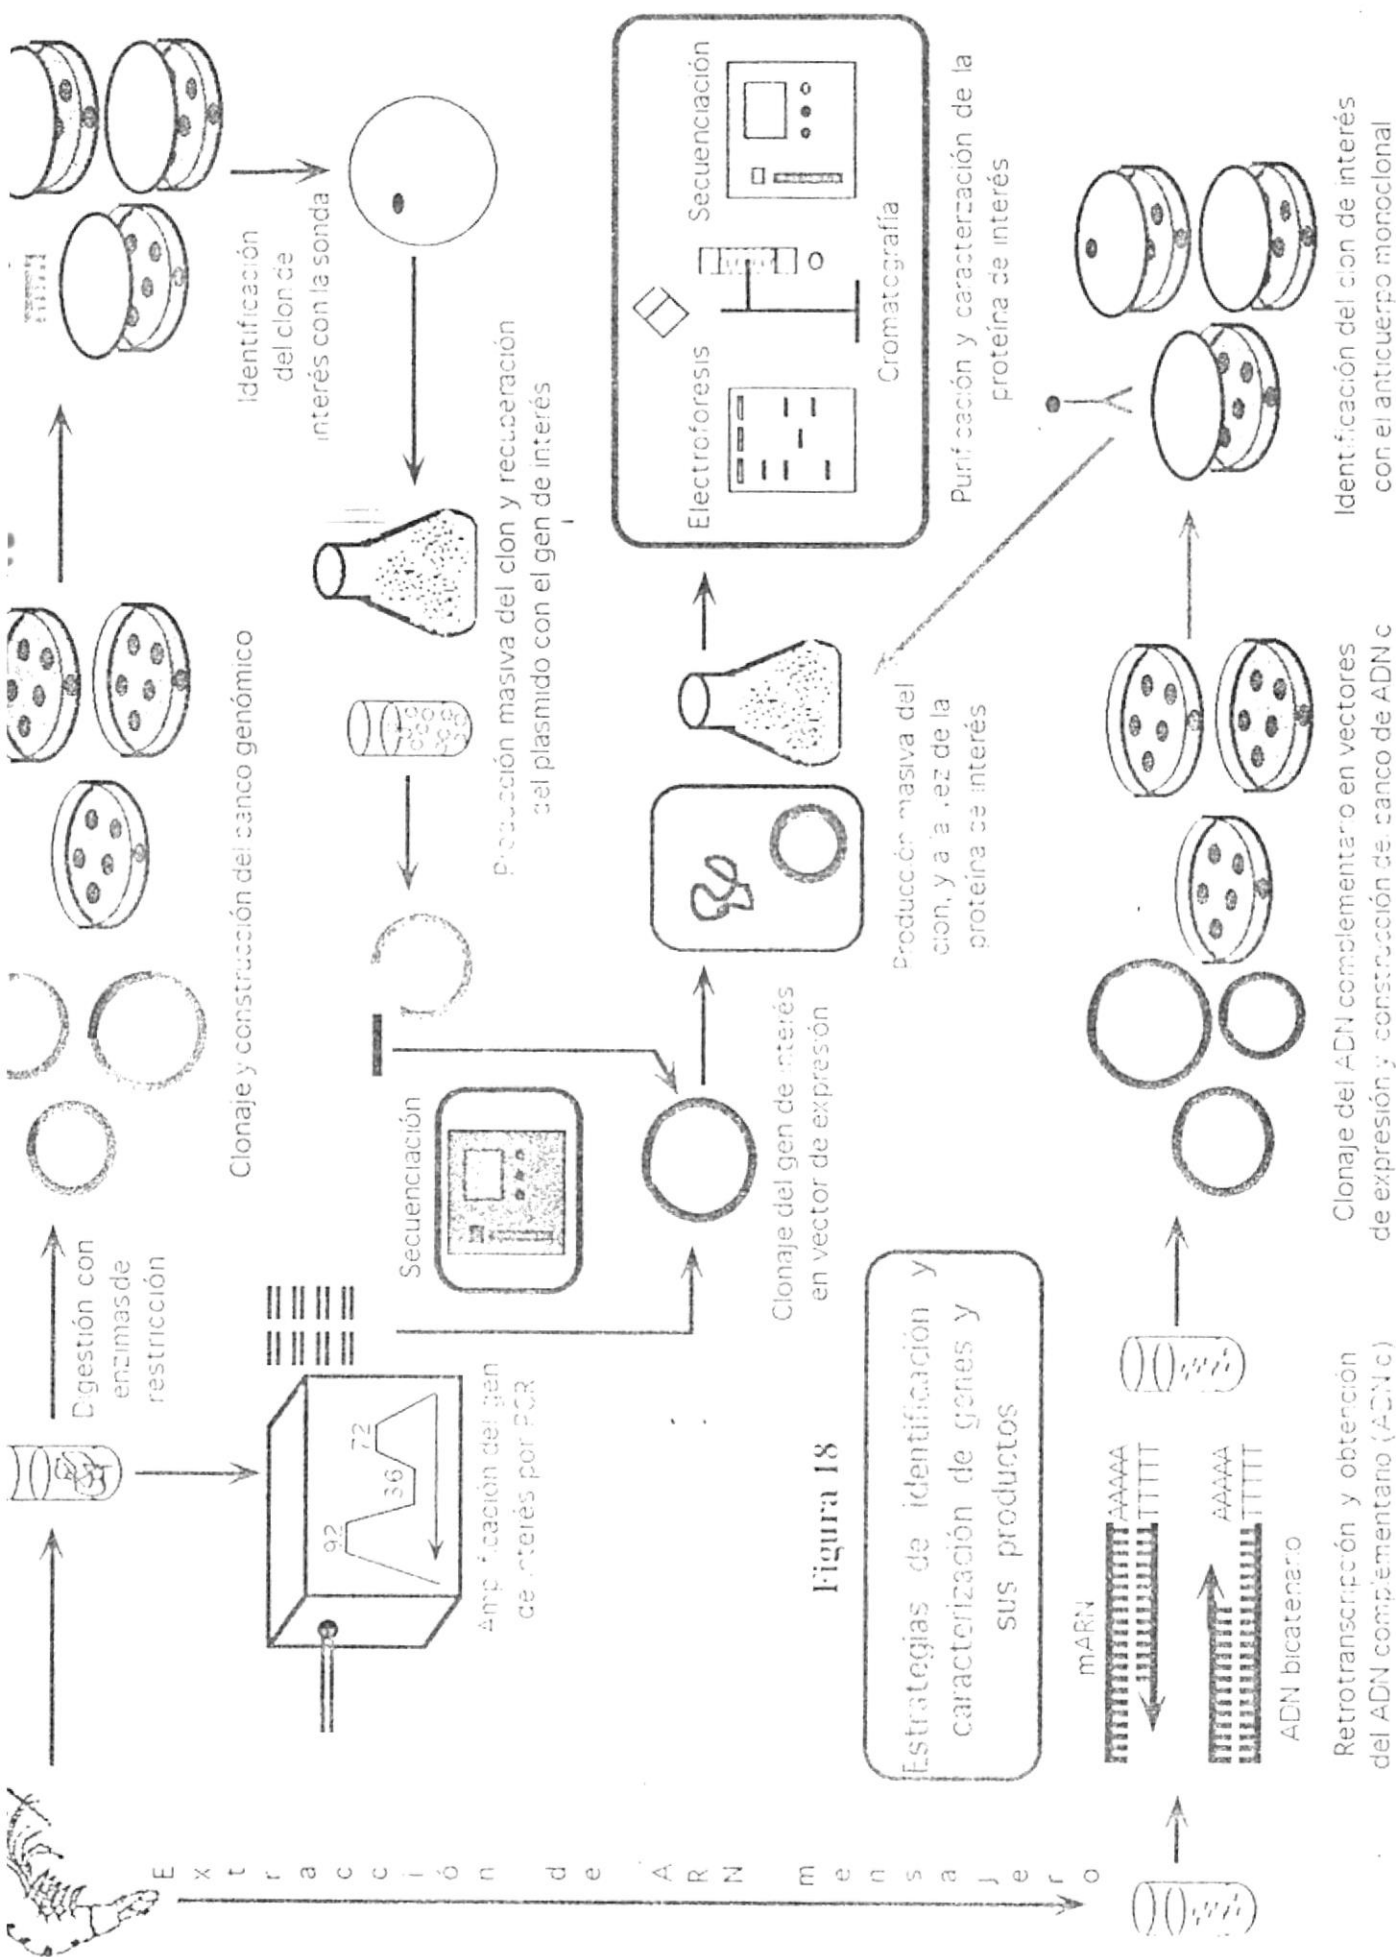 Digestión con
enzimas de
restricción
Clonaje y construcción del banco genómico
Identificación
del clon de
interés con la sonda
92
36
72
Amplificación del gen
de interés por PCR
Secuenciación
Producción masiva del clon y recuperación
del plasmido con el gen de interés
Clonaje del gen de interés
en vector de expresión
Producción masiva del
clon, y a la vez de la
proteína de interés
Electroforesis
Secuenciación
Cromatografía
Purificación y caracterización de la
proteína de interés
Extracción de ARN mensajero
Figura 18
Estrategias de identificación y
caracterización de genes y
sus productos
mARN
AAAAAA
TTTTTT
AAAAA
TTTTTT
ADN bicatenario
Retrotranscripción y obtención
del ADN complementario (ADN c)
Clonaje del ADN complementario en vectores
de expresión y construcción del banco de ADN c
Identificación del clon de interés
con el anticuerpo monoclonal